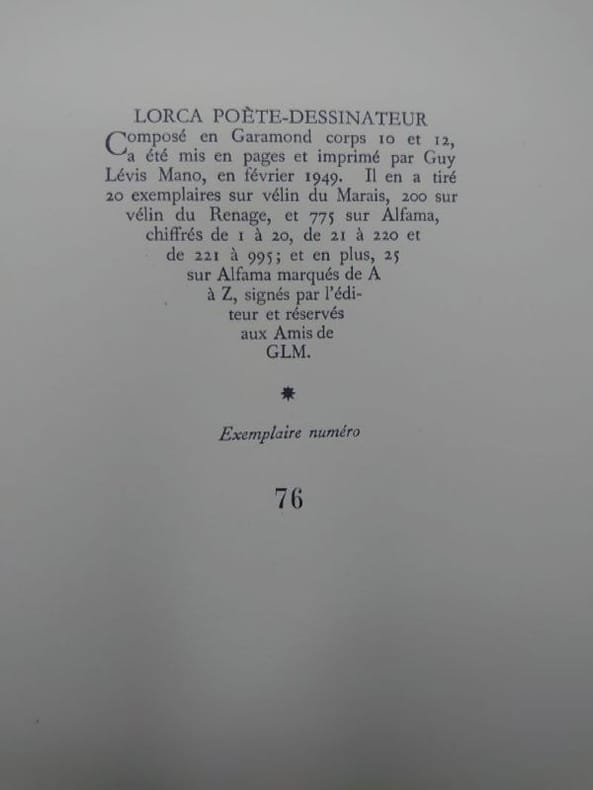 LORCA POÈTE-DESSINATEUR
Composé en Garamond corps 10 et 12,
a été mis en pages et imprimé par Guy
Lévis Mano, en février 1949. Il en a tiré
20 exemplaires sur vélin du Marais, 200 sur
vélin du Renage, et 775 sur Alfama,
chiffrés de 1 à 20, de 21 à 220 et
de 221 à 995; et en plus, 25
sur Alfama marqués de A
à Z, signés par l'édi-
teur et réservés
aux Amis de
GLM.
Exemplaire numéro
76